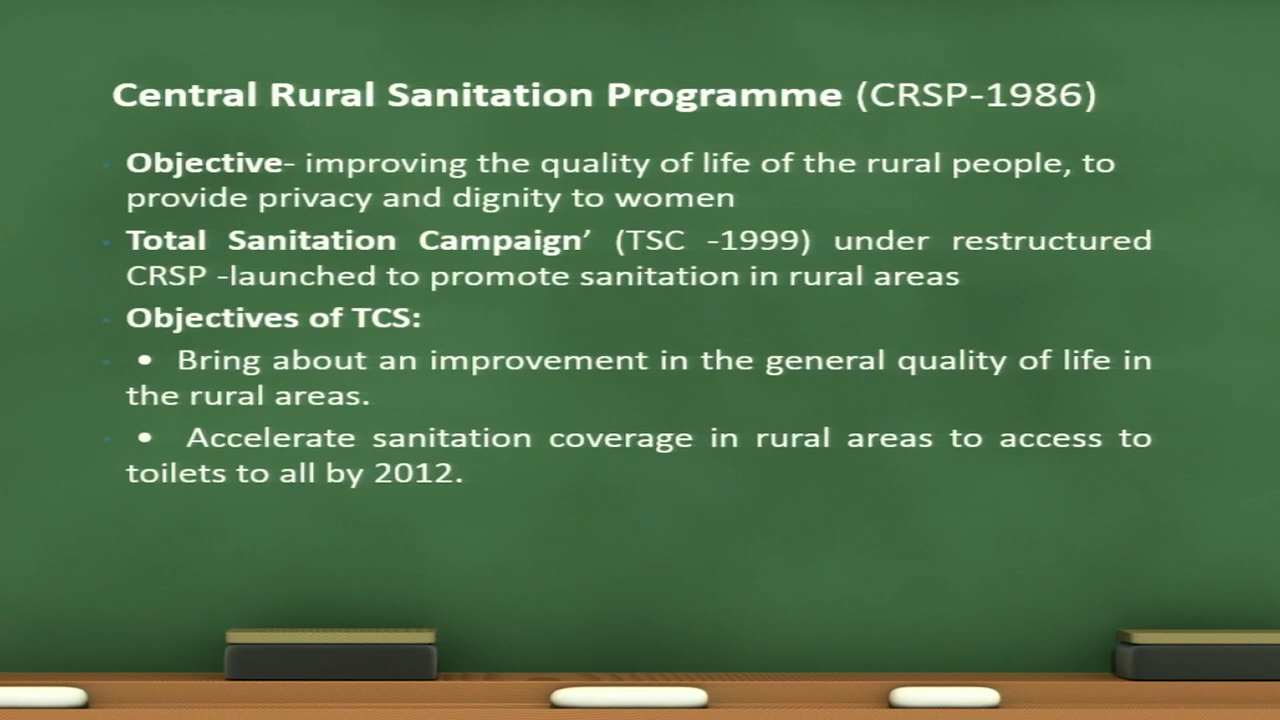 Central Rural Sanitation Programme (CRSP-1986)
Objective- improving the quality of life of the rural people, to
provide privacy and dignity to women
Total Sanitation Campaign’ (TSC -1999) under restructured
CRSP -launched to promote sanitation in rural areas
Objectives of TCS:
• Bring about an improvement in the general quality of life in
the rural areas.
• Accelerate sanitation coverage in rural areas to access to
toilets to all by 2012.